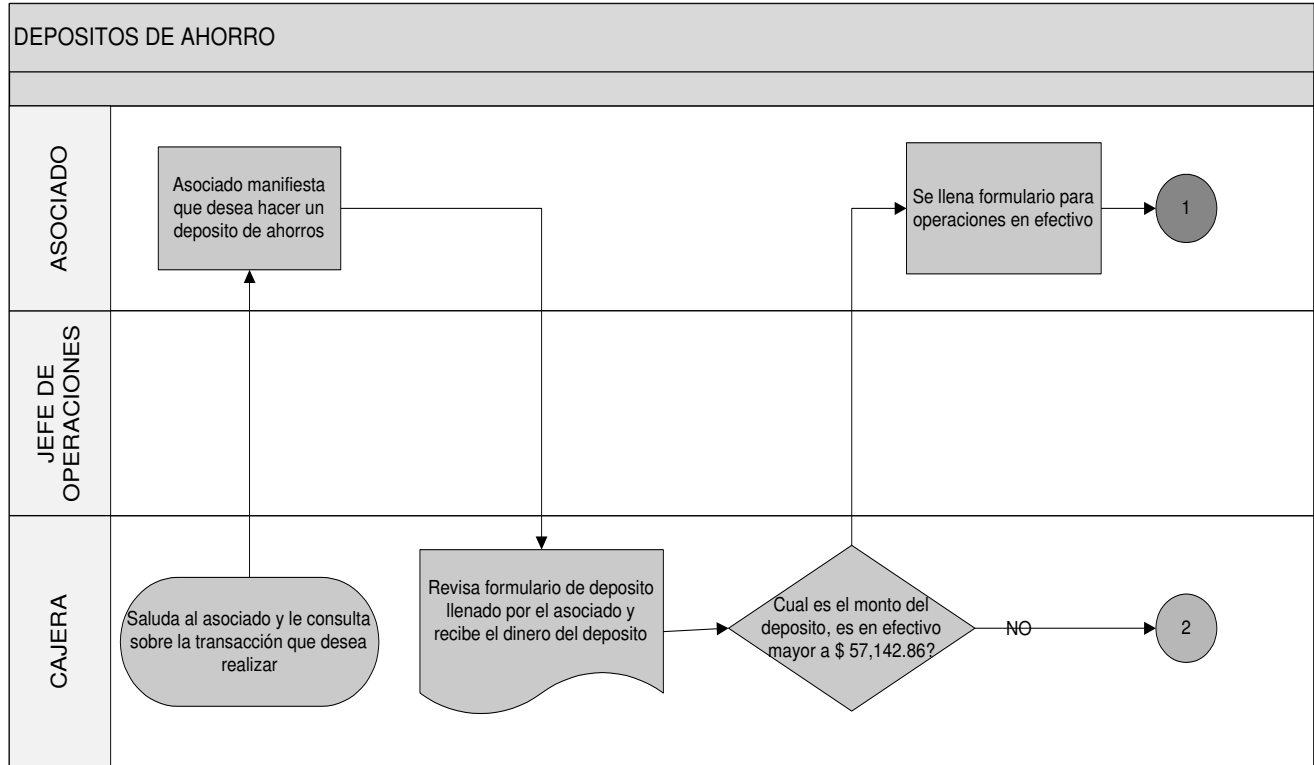 DEPOSITOS DE AHORRO
ASOCIADO
Asociado manifiesta
que desea hacer un
deposito de ahorros
Se llena formulario para
operaciones en efectivo
1
JEFE DE
OPERACIONES
CAJERA
Saluda al asociado y le consulta
sobre la transacción que desea
realizar
Revisa formulario de deposito
llenado por el asociado y
recibe el dinero del deposito
Cual es el monto del
deposito, es en efectivo
mayor a $ 57,142.86?
NO
2